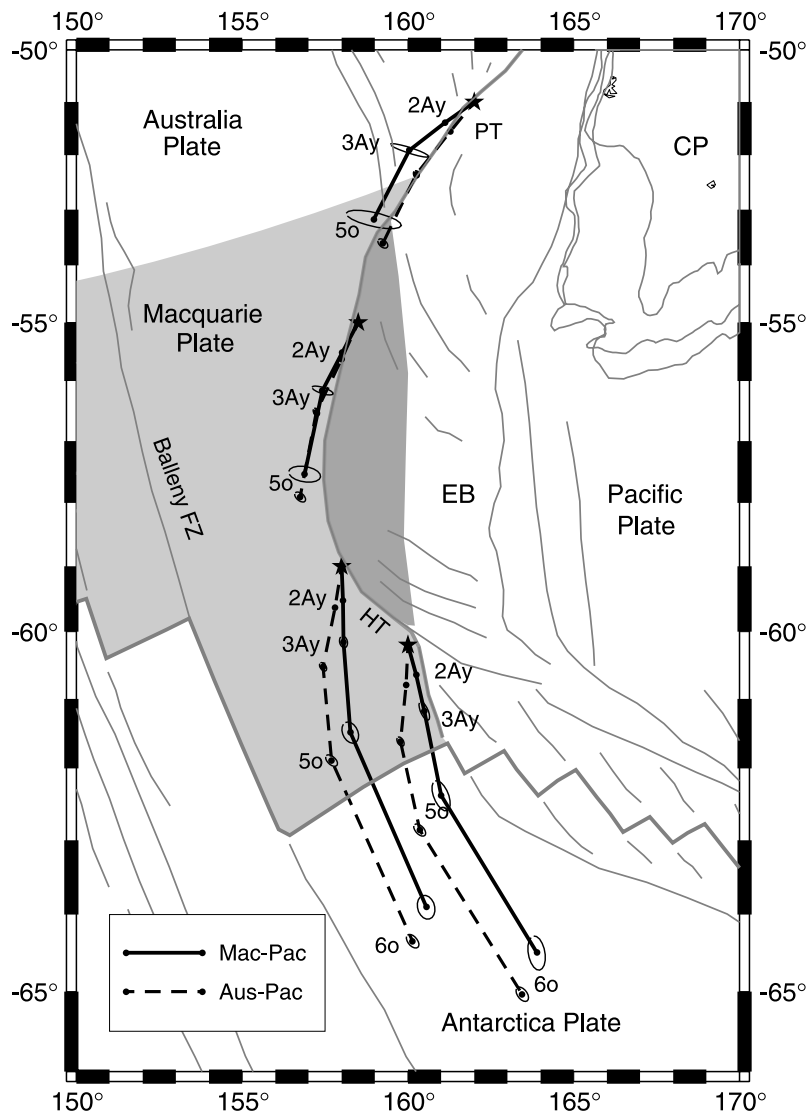 150° 155° 160° 165° 170°
-50° -50°
2Ay
Australia
Plate
PT
3Ay
CP
5o
-55° -55°
Macquarie
Plate
2Ay
3Ay
Balleny FZ
5o
EB
Pacific
Plate
2Ay
HT
-60° -60°
3Ay
2Ay
3Ay
5o
5o
6o
Mac-Pac
6o
Aus-Pac
-65° -65°
Antarctica Plate
150° 155° 160° 165° 170°